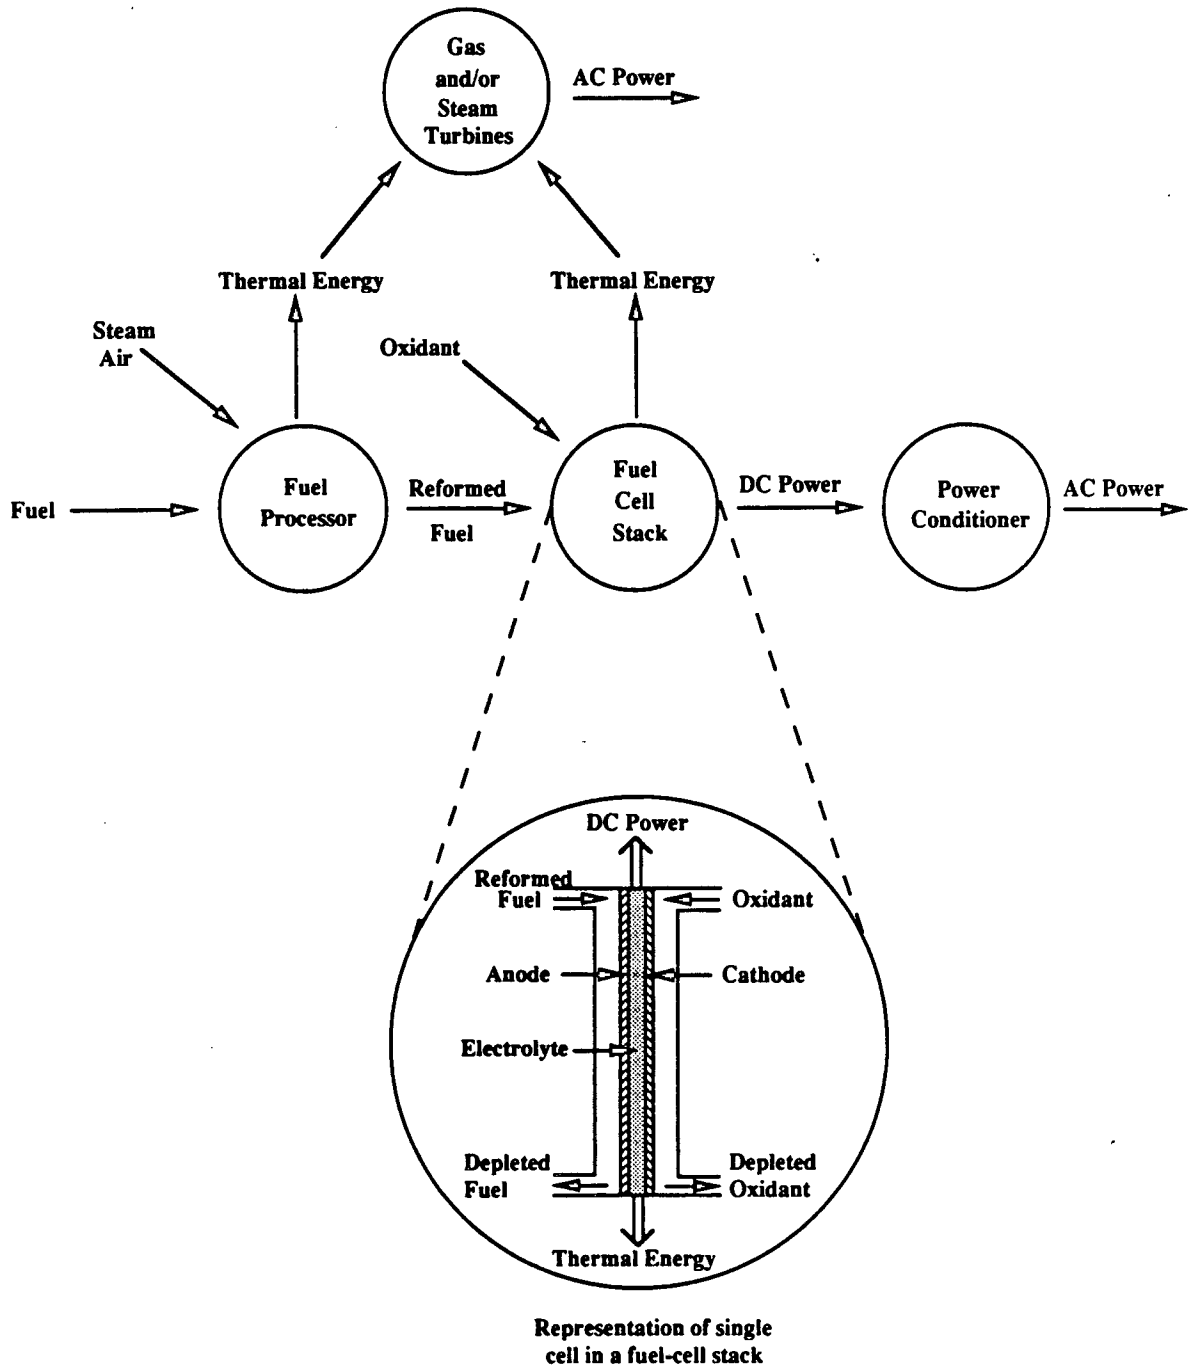 Gas
and/or
Steam
Turbines
AC Power
Thermal Energy
Thermal Energy
Steam
Air
Oxidant
Fuel
Fuel
Processor
Reformed
Fuel
Fuel
Cell
Stack
DC Power
Power
Conditioner
AC Power
DC Power
Reformed
Fuel
Oxidant
Anode
Cathode
Electrolyte
Depleted
Fuel
Depleted
Oxidant
Thermal Energy
Representation of single
cell in a fuel-cell stack